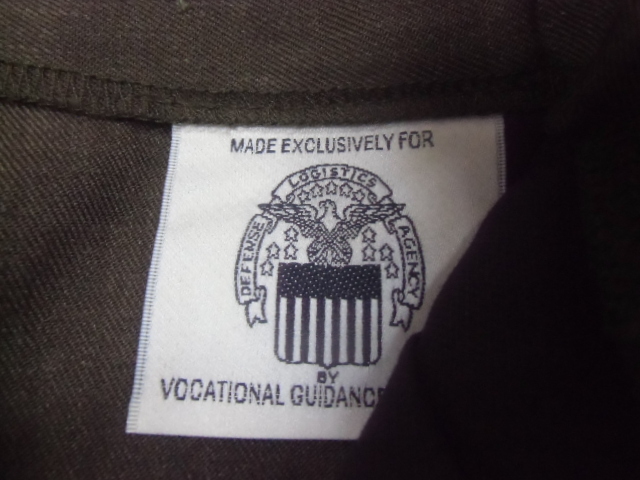 MADE EXCLUSIVELY FOR
DEFENSE LOGISTICS AGENCY
BY
VOCATIONAL GUIDANC